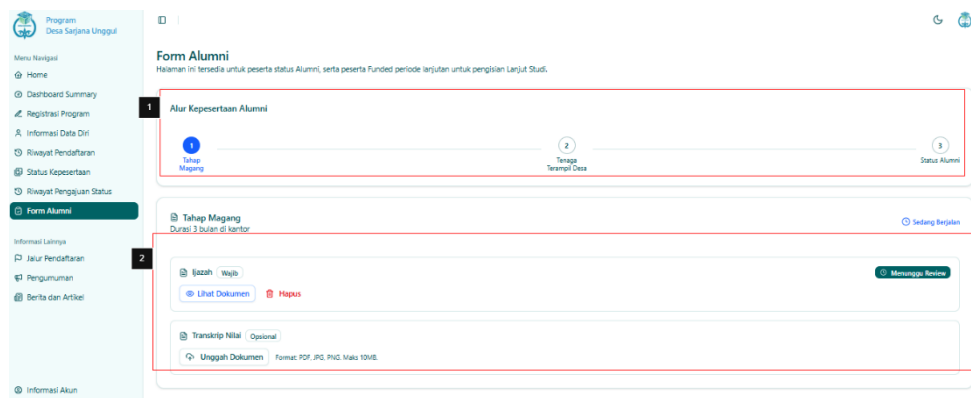 Program
Desa Sarjana Unggul
Menu Navigasi
Home
Dashboard Summary
Registrasi Program
Informasi Data Diri
Riwayat Pendaftaran
Status Kepesertaan
Riwayat Pengajuan Status
Form Alumni
Informasi Lainnya
Jalur Pendaftaran
Pengumuman
Berita dan Artikel
Informasi Akun
Form Alumni
Halaman ini tersedia untuk peserta status Alumni, serta peserta Funded periode lanjutan untuk pengisian Lanjut Studi.
1
Alur Kepesertaan Alumni
1
Tahap
Magang
2
Tenaga
Terampil Desa
3
Status Alumni
Tahap Magang
Durasi 3 bulan di kantor
Sedang Berjalan
2
Ijazah Wajib
Menunggu Review
Lihat Dokumen Hapus
Transkrip Nilai Opsional
Unggah Dokumen Format: PDF, JPG, PNG. Maks 10MB.